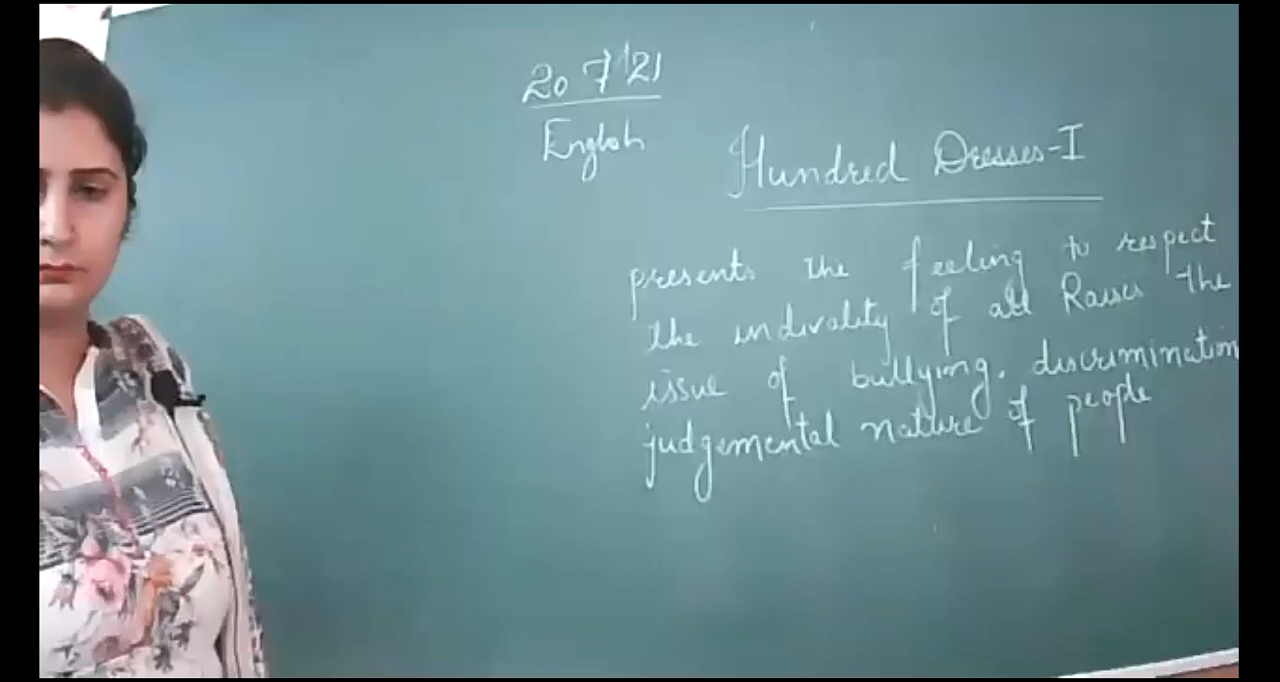 20 7'21
English
Hundred Dresses-I
presents the feeling to respect
the indivality of all Raises the
issue of bullying, discrimination
judgemental nature of people